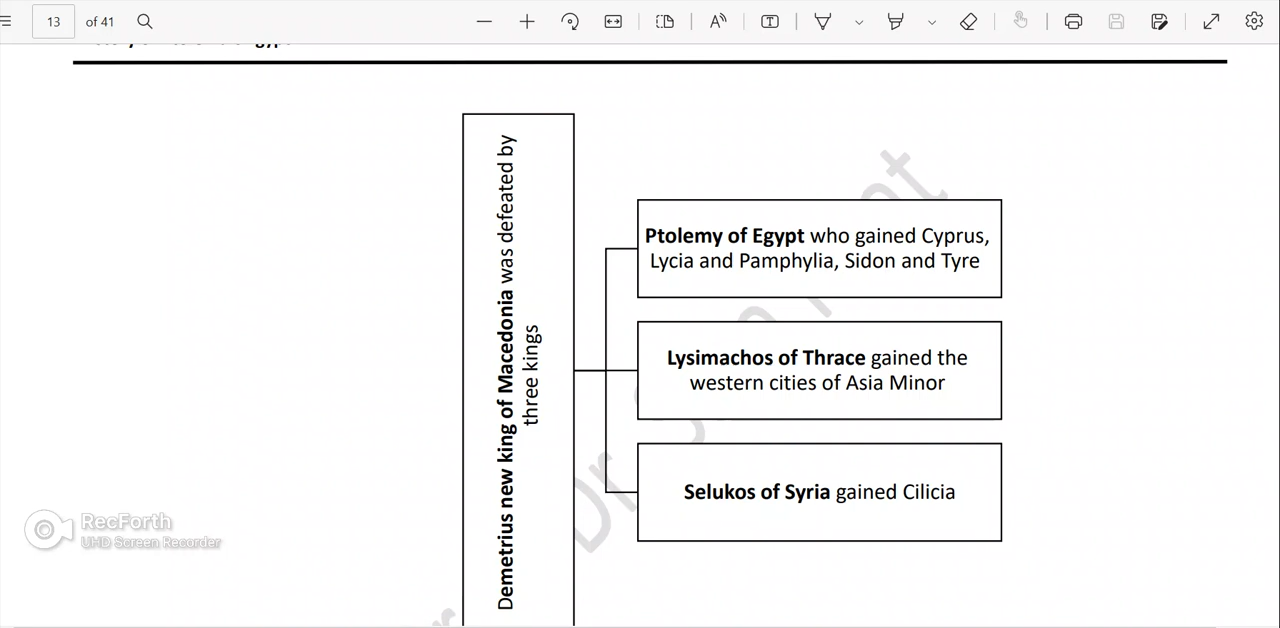 13 of 41
Demetrius new king of Macedonia was defeated by
three kings
Ptolemy of Egypt who gained Cyprus,
Lycia and Pamphylia, Sidon and Tyre
Lysimachos of Thrace gained the
western cities of Asia Minor
Selukos of Syria gained Cilicia
RecForth
UHD Screen Recorder
Dr